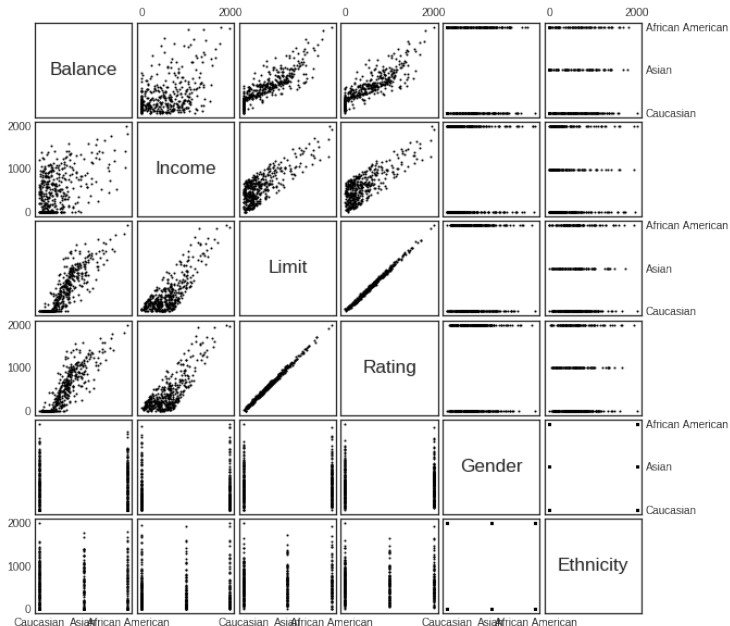 0 2000 0 2000 0 2000
Balance
African American
Asian
Caucasian
2000
1000
0
Income
Limit
African American
Asian
Caucasian
2000
1000
0
Rating
Gender
African American
Asian
Caucasian
2000
1000
0
Ethnicity
Caucasian Asian African American Caucasian Asian African American Caucasian Asian African American